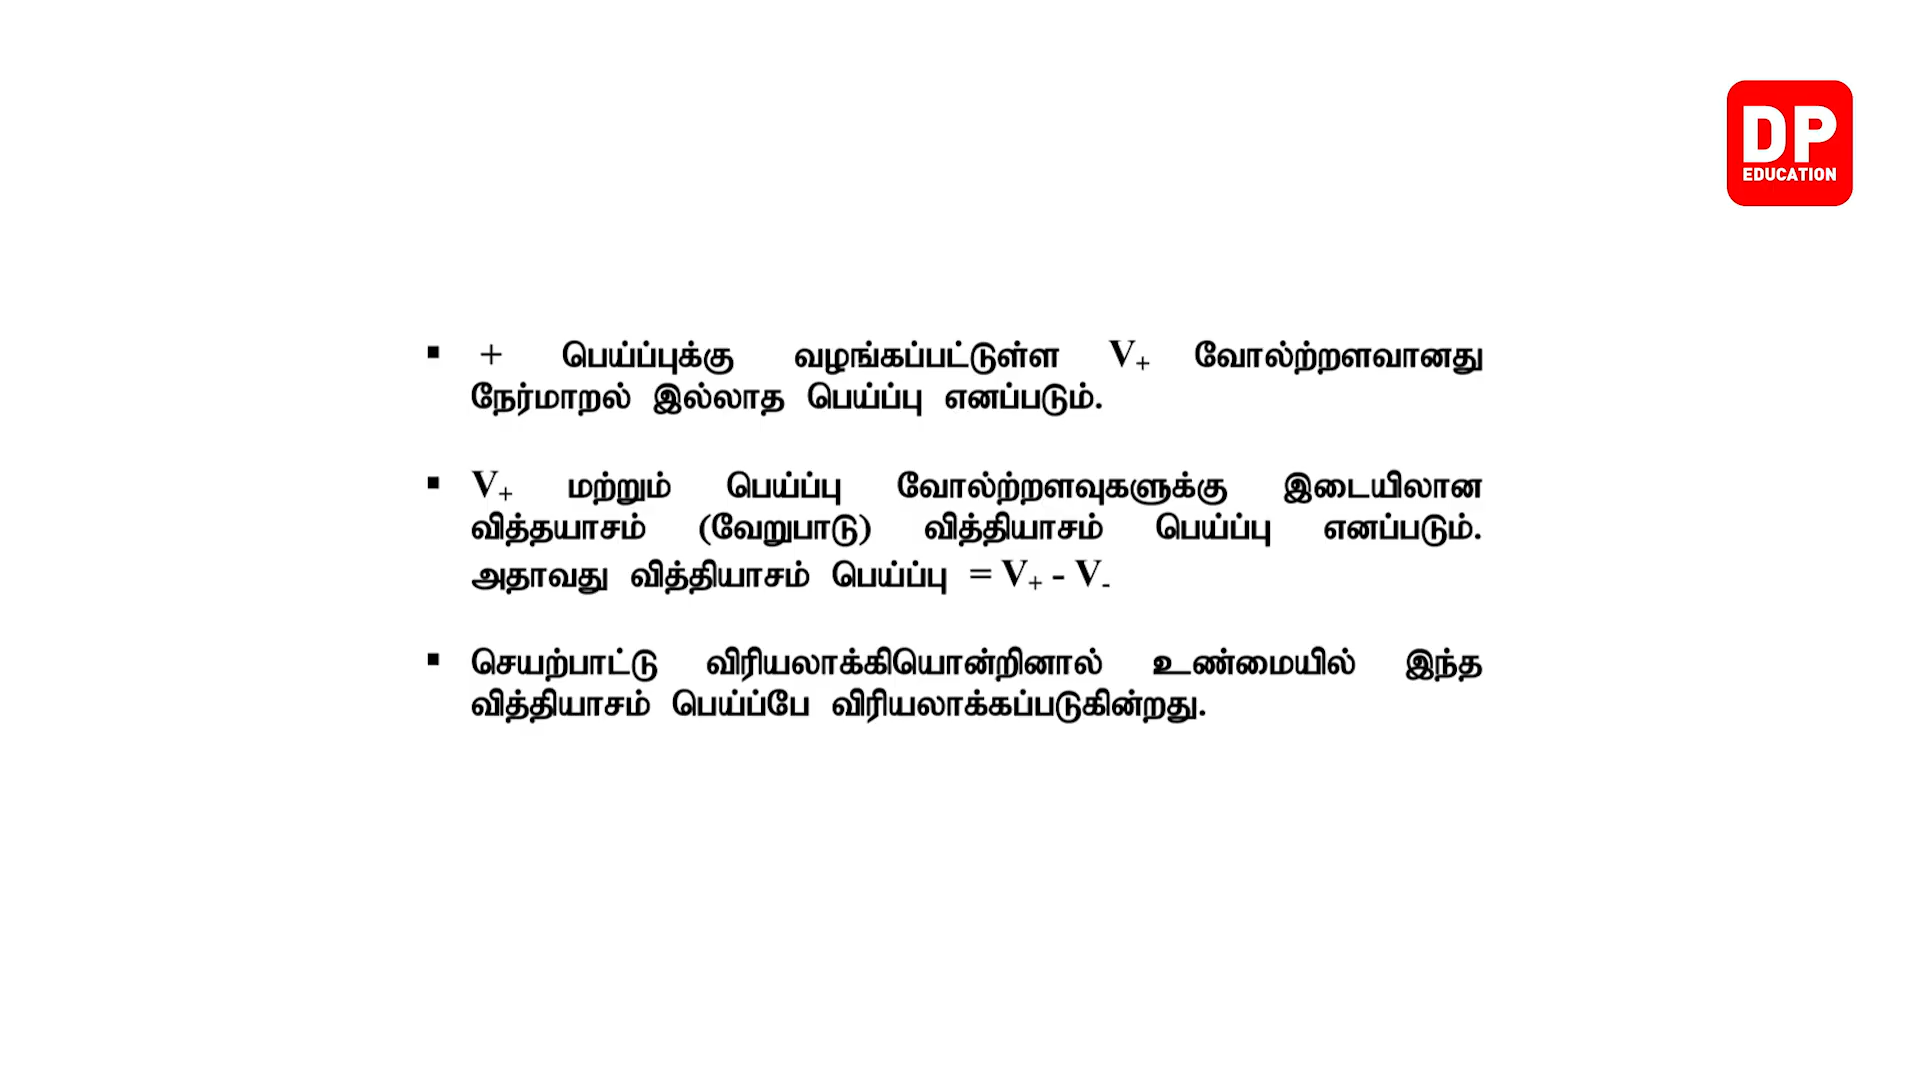 DP
EDUCATION
▪ + பெய்ப்புக்கு வழங்கப்பட்டுள்ள V₊ வோல்ற்றளவானது
நேர்மாறல் இல்லாத பெய்ப்பு எனப்படும்.
▪ V₊ மற்றும் பெய்ப்பு வோல்ற்றளவுகளுக்கு இடையிலான
வித்தயாசம் (வேறுபாடு) வித்தியாசம் பெய்ப்பு எனப்படும்.
அதாவது வித்தியாசம் பெய்ப்பு = V₊ - V₋
▪ செயற்பாட்டு விரியலாக்கியொன்றினால் உண்மையில் இந்த
வித்தியாசம் பெய்ப்பே விரியலாக்கப்படுகின்றது.